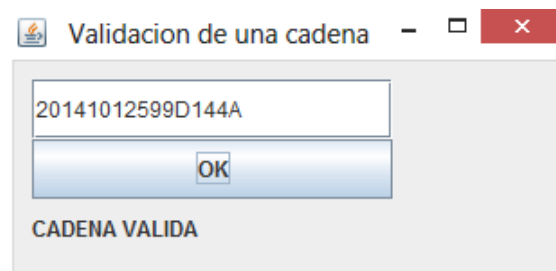 Validacion de una cadena
20141012599D144A
OK
CADENA VALIDA